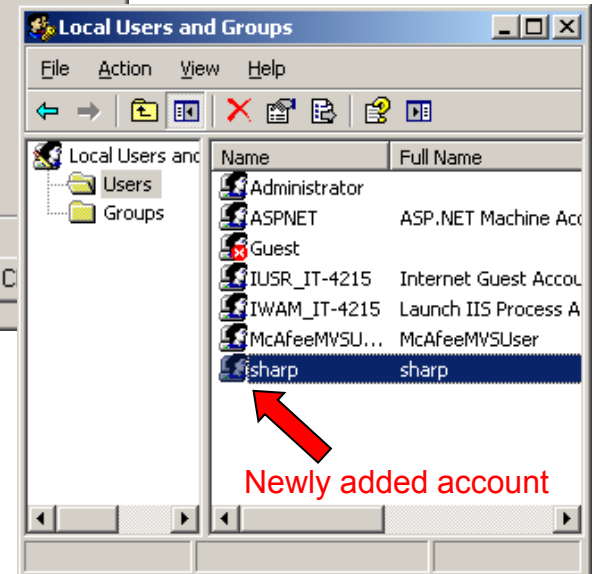 Local Users and Groups
File Action View Help
Local Users and
Users
Groups
Name Full Name
Administrator
ASPNET ASP.NET Machine Acc
Guest
IUSR_IT-4215 Internet Guest Accou
IWAM_IT-4215 Launch IIS Process A
McAfeeMVSU... McAfeeMVSUser
sharp sharp
Newly added account
C